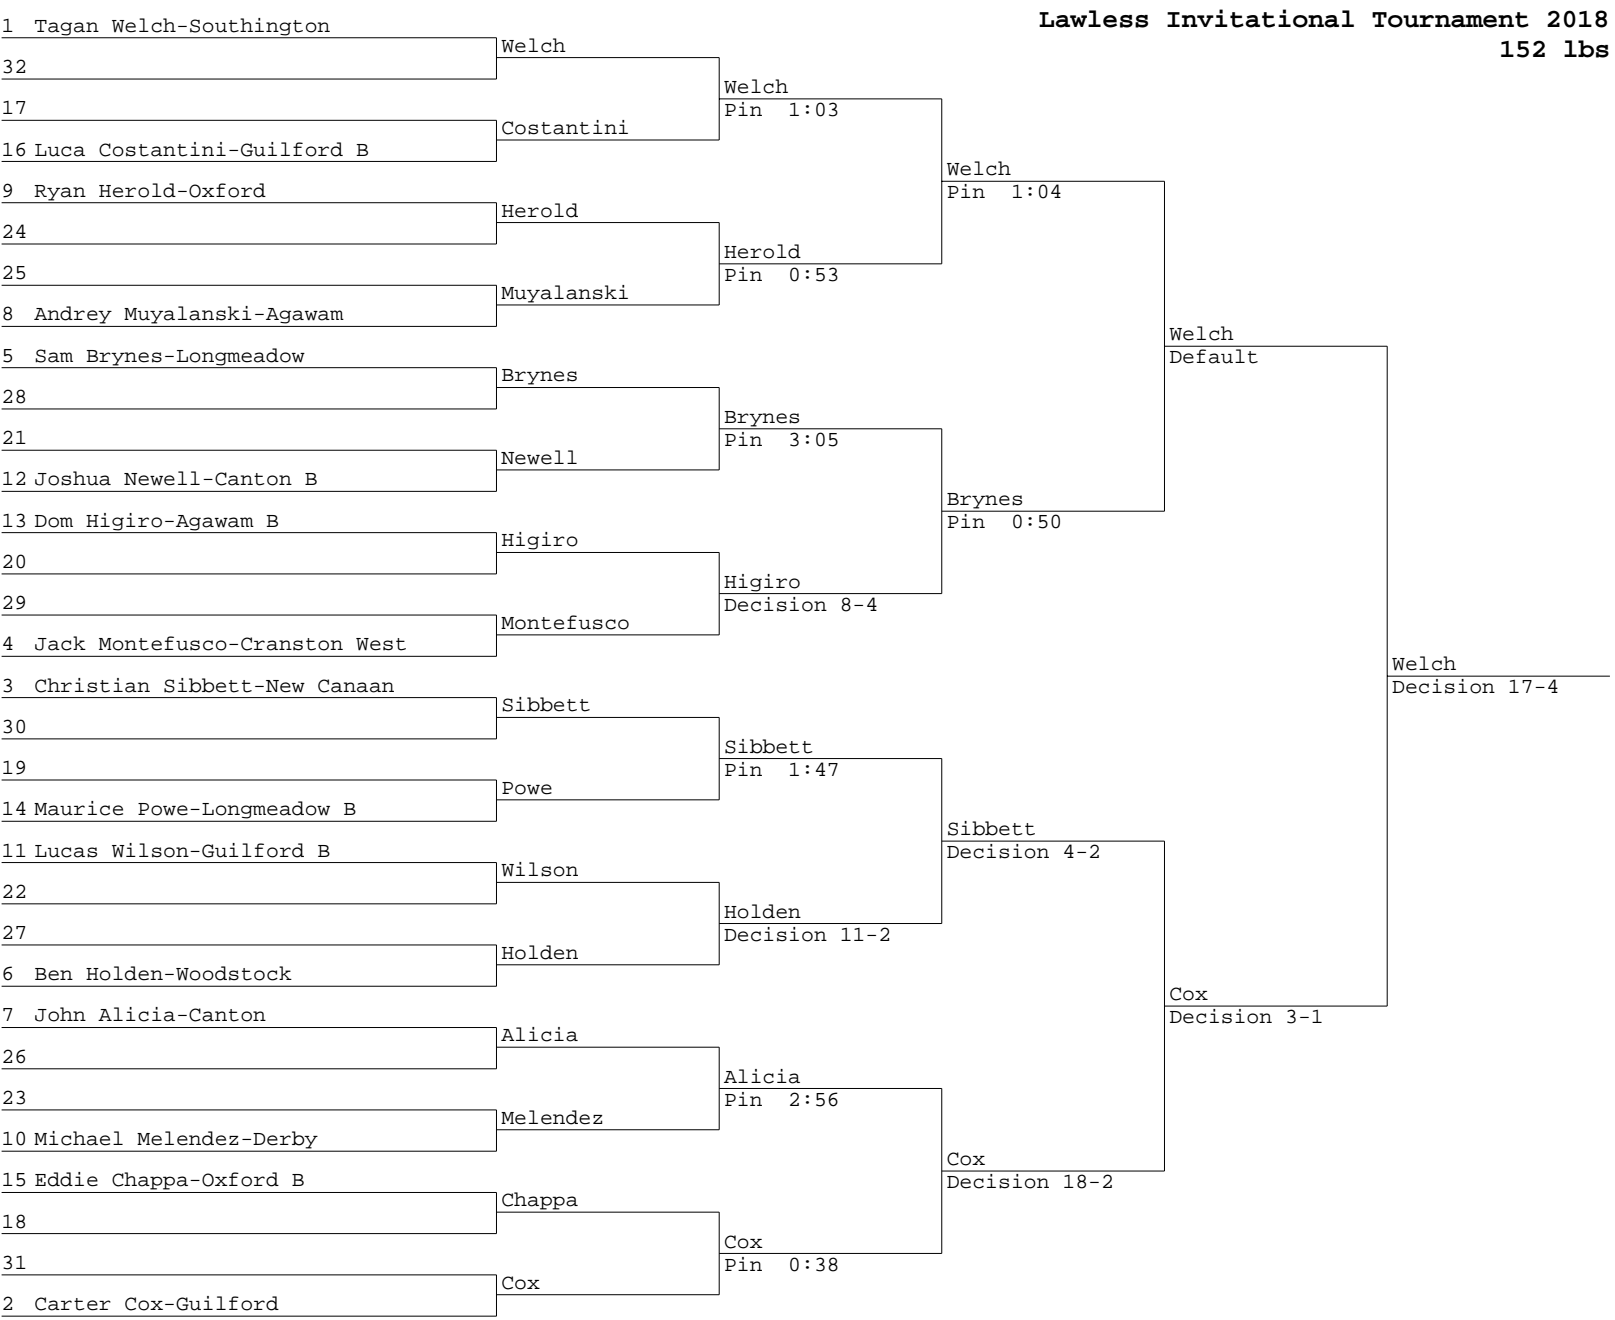 Lawless Invitational Tournament 2018
152 lbs
1 Tagan Welch-Southington
32
17
16 Luca Costantini-Guilford B
9 Ryan Herold-Oxford
24
25
8 Andrey Muyalanski-Agawam
5 Sam Brynes-Longmeadow
28
21
12 Joshua Newell-Canton B
13 Dom Higiro-Agawam B
20
29
4 Jack Montefusco-Cranston West
3 Christian Sibbett-New Canaan
30
19
14 Maurice Powe-Longmeadow B
11 Lucas Wilson-Guilford B
22
27
6 Ben Holden-Woodstock
7 John Alicia-Canton
26
23
10 Michael Melendez-Derby
15 Eddie Chappa-Oxford B
18
31
2 Carter Cox-Guilford
Welch
Costantini
Herold
Muyalanski
Brynes
Newell
Higiro
Montefusco
Sibbett
Powe
Wilson
Holden
Alicia
Melendez
Chappa
Cox
Welch
Pin 1:03
Herold
Pin 0:53
Brynes
Pin 3:05
Higiro
Decision 8-4
Sibbett
Pin 1:47
Holden
Decision 11-2
Alicia
Pin 2:56
Cox
Pin 0:38
Welch
Pin 1:04
Brynes
Pin 0:50
Sibbett
Decision 4-2
Cox
Decision 18-2
Welch
Default
Cox
Decision 3-1
Welch
Decision 17-4